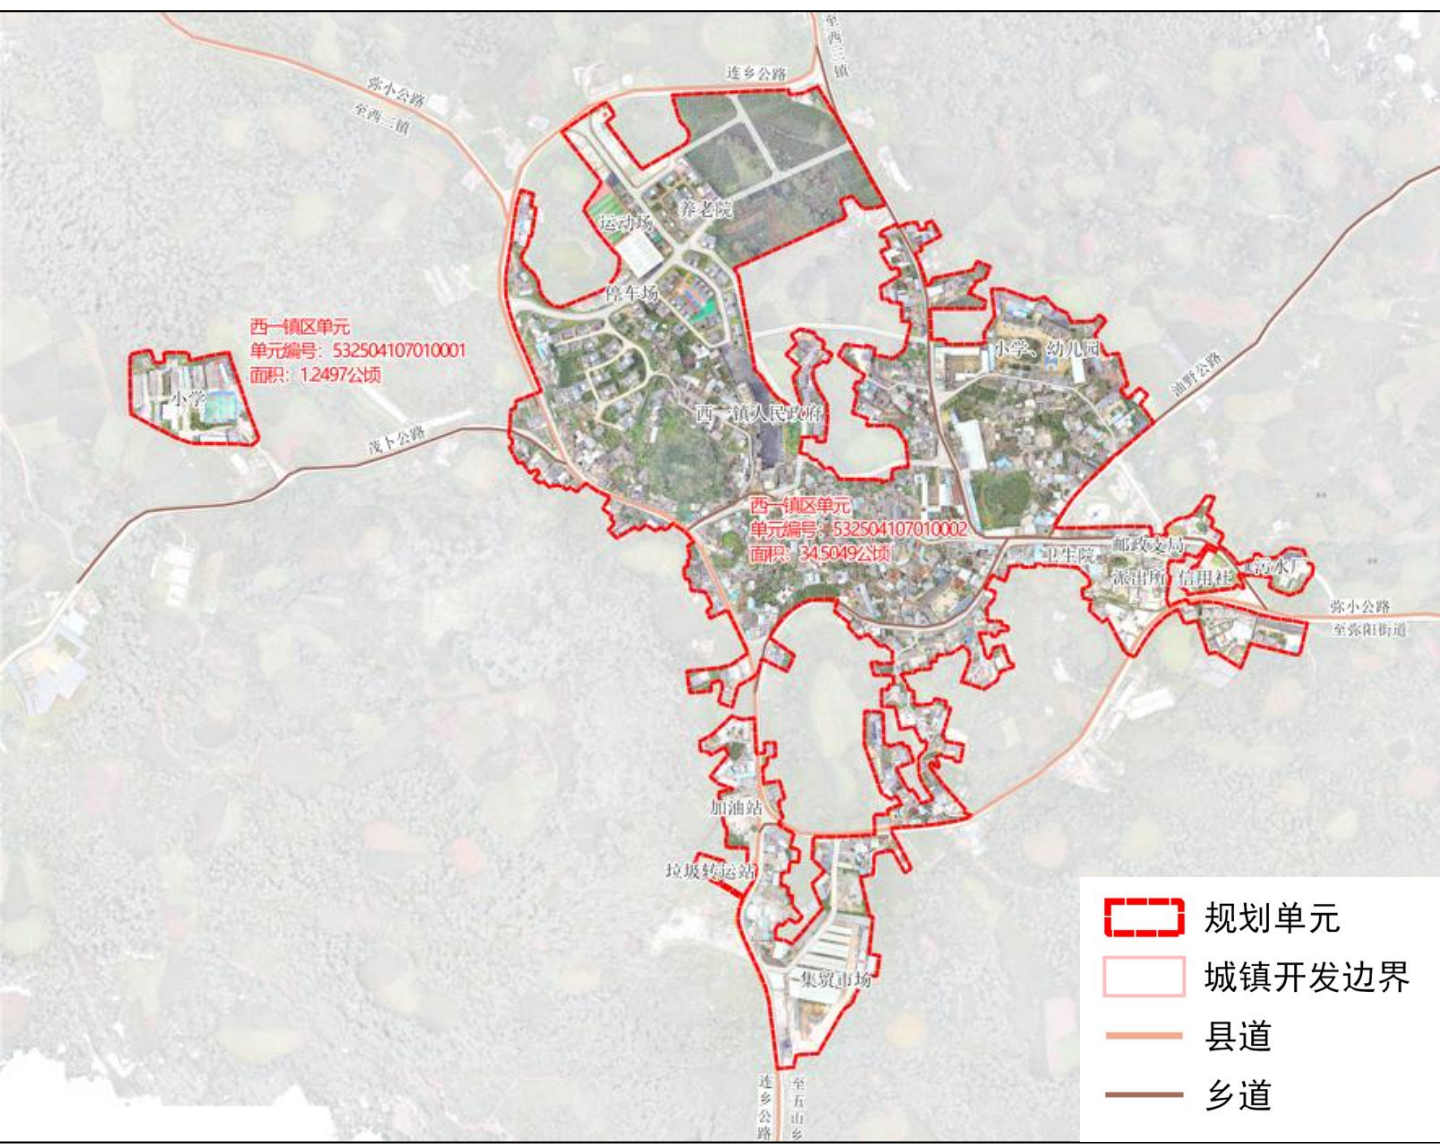 至西三镇
连乡公路
弥小公路
至西三镇
养老院
运动场
停车场
西一镇区单元
单元编号：532504107010001
面积：1.2497公顷
小学
小学、幼儿园
油野公路
西一镇人民政府
茂卜公路
西一镇区单元
单元编号：532504107010002
面积：34.5049公顷
卫生院
邮政支局
派出所
信用社
污水厂
弥小公路
至弥阳街道
加油站
垃圾转运站
集贸市场
连乡公路
至五山乡
规划单元
城镇开发边界
县道
乡道